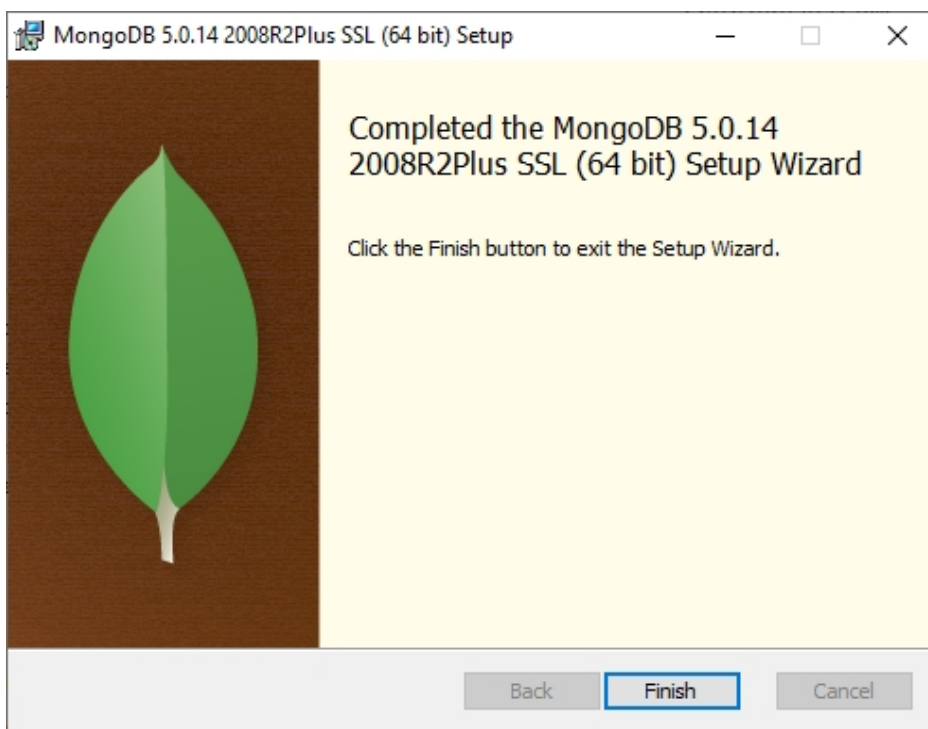 MongoDB 5.0.14 2008R2Plus SSL (64 bit) Setup
Completed the MongoDB 5.0.14
2008R2Plus SSL (64 bit) Setup Wizard
Click the Finish button to exit the Setup Wizard.
Back
Finish
Cancel